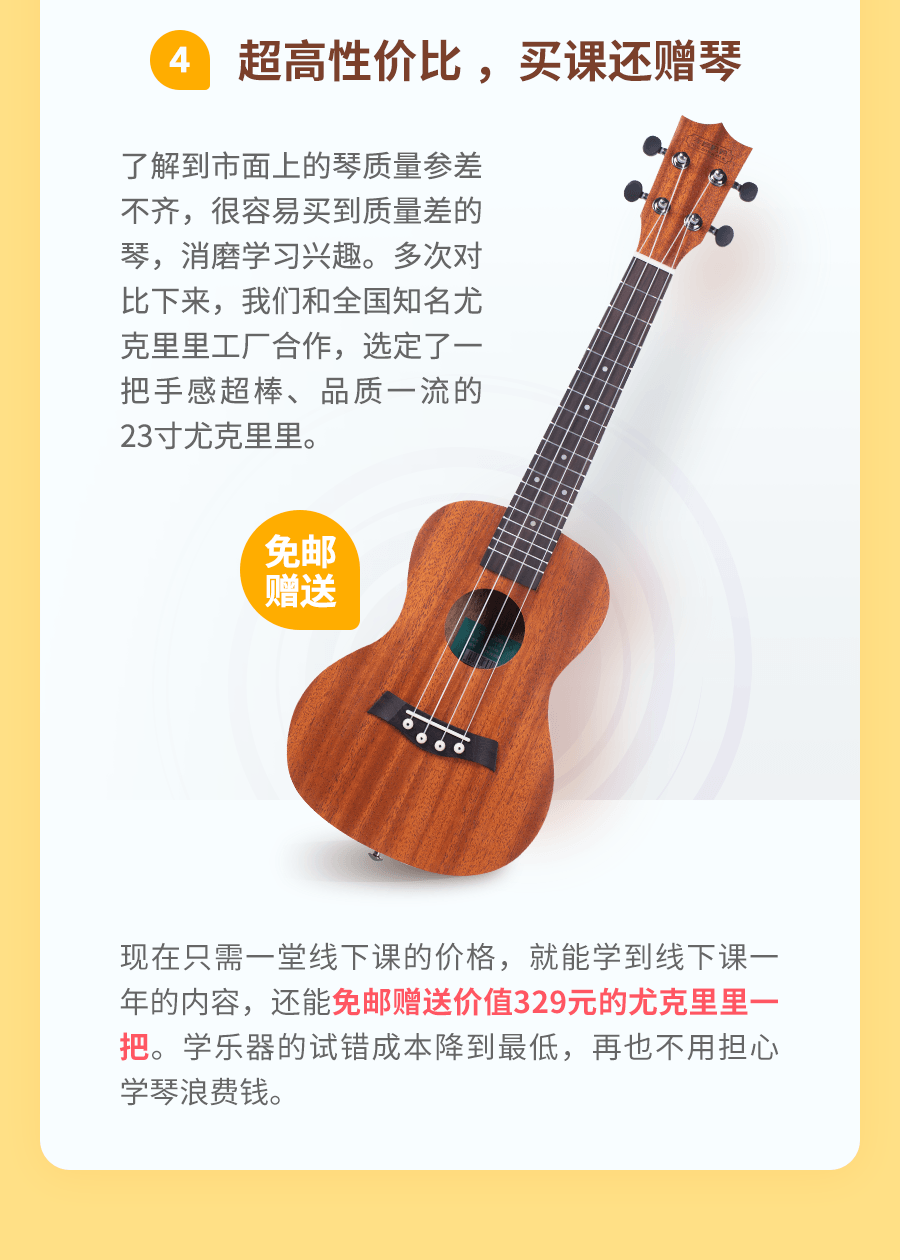 4
超高性价比，买课还赠琴
了解到市面上的琴质量参差
不齐，很容易买到质量差的
琴，消磨学习兴趣。多次对
比下来，我们和全国知名尤
克里里工厂合作，选定了一
把手感超棒、品质一流的
23寸尤克里里。
免邮
赠送
现在只需一堂线下课的价格，就能学到线下课一
年的内容，还能免邮赠送价值329元的尤克里里一
把。学乐器的试错成本降到最低，再也不用担心
学琴浪费钱。